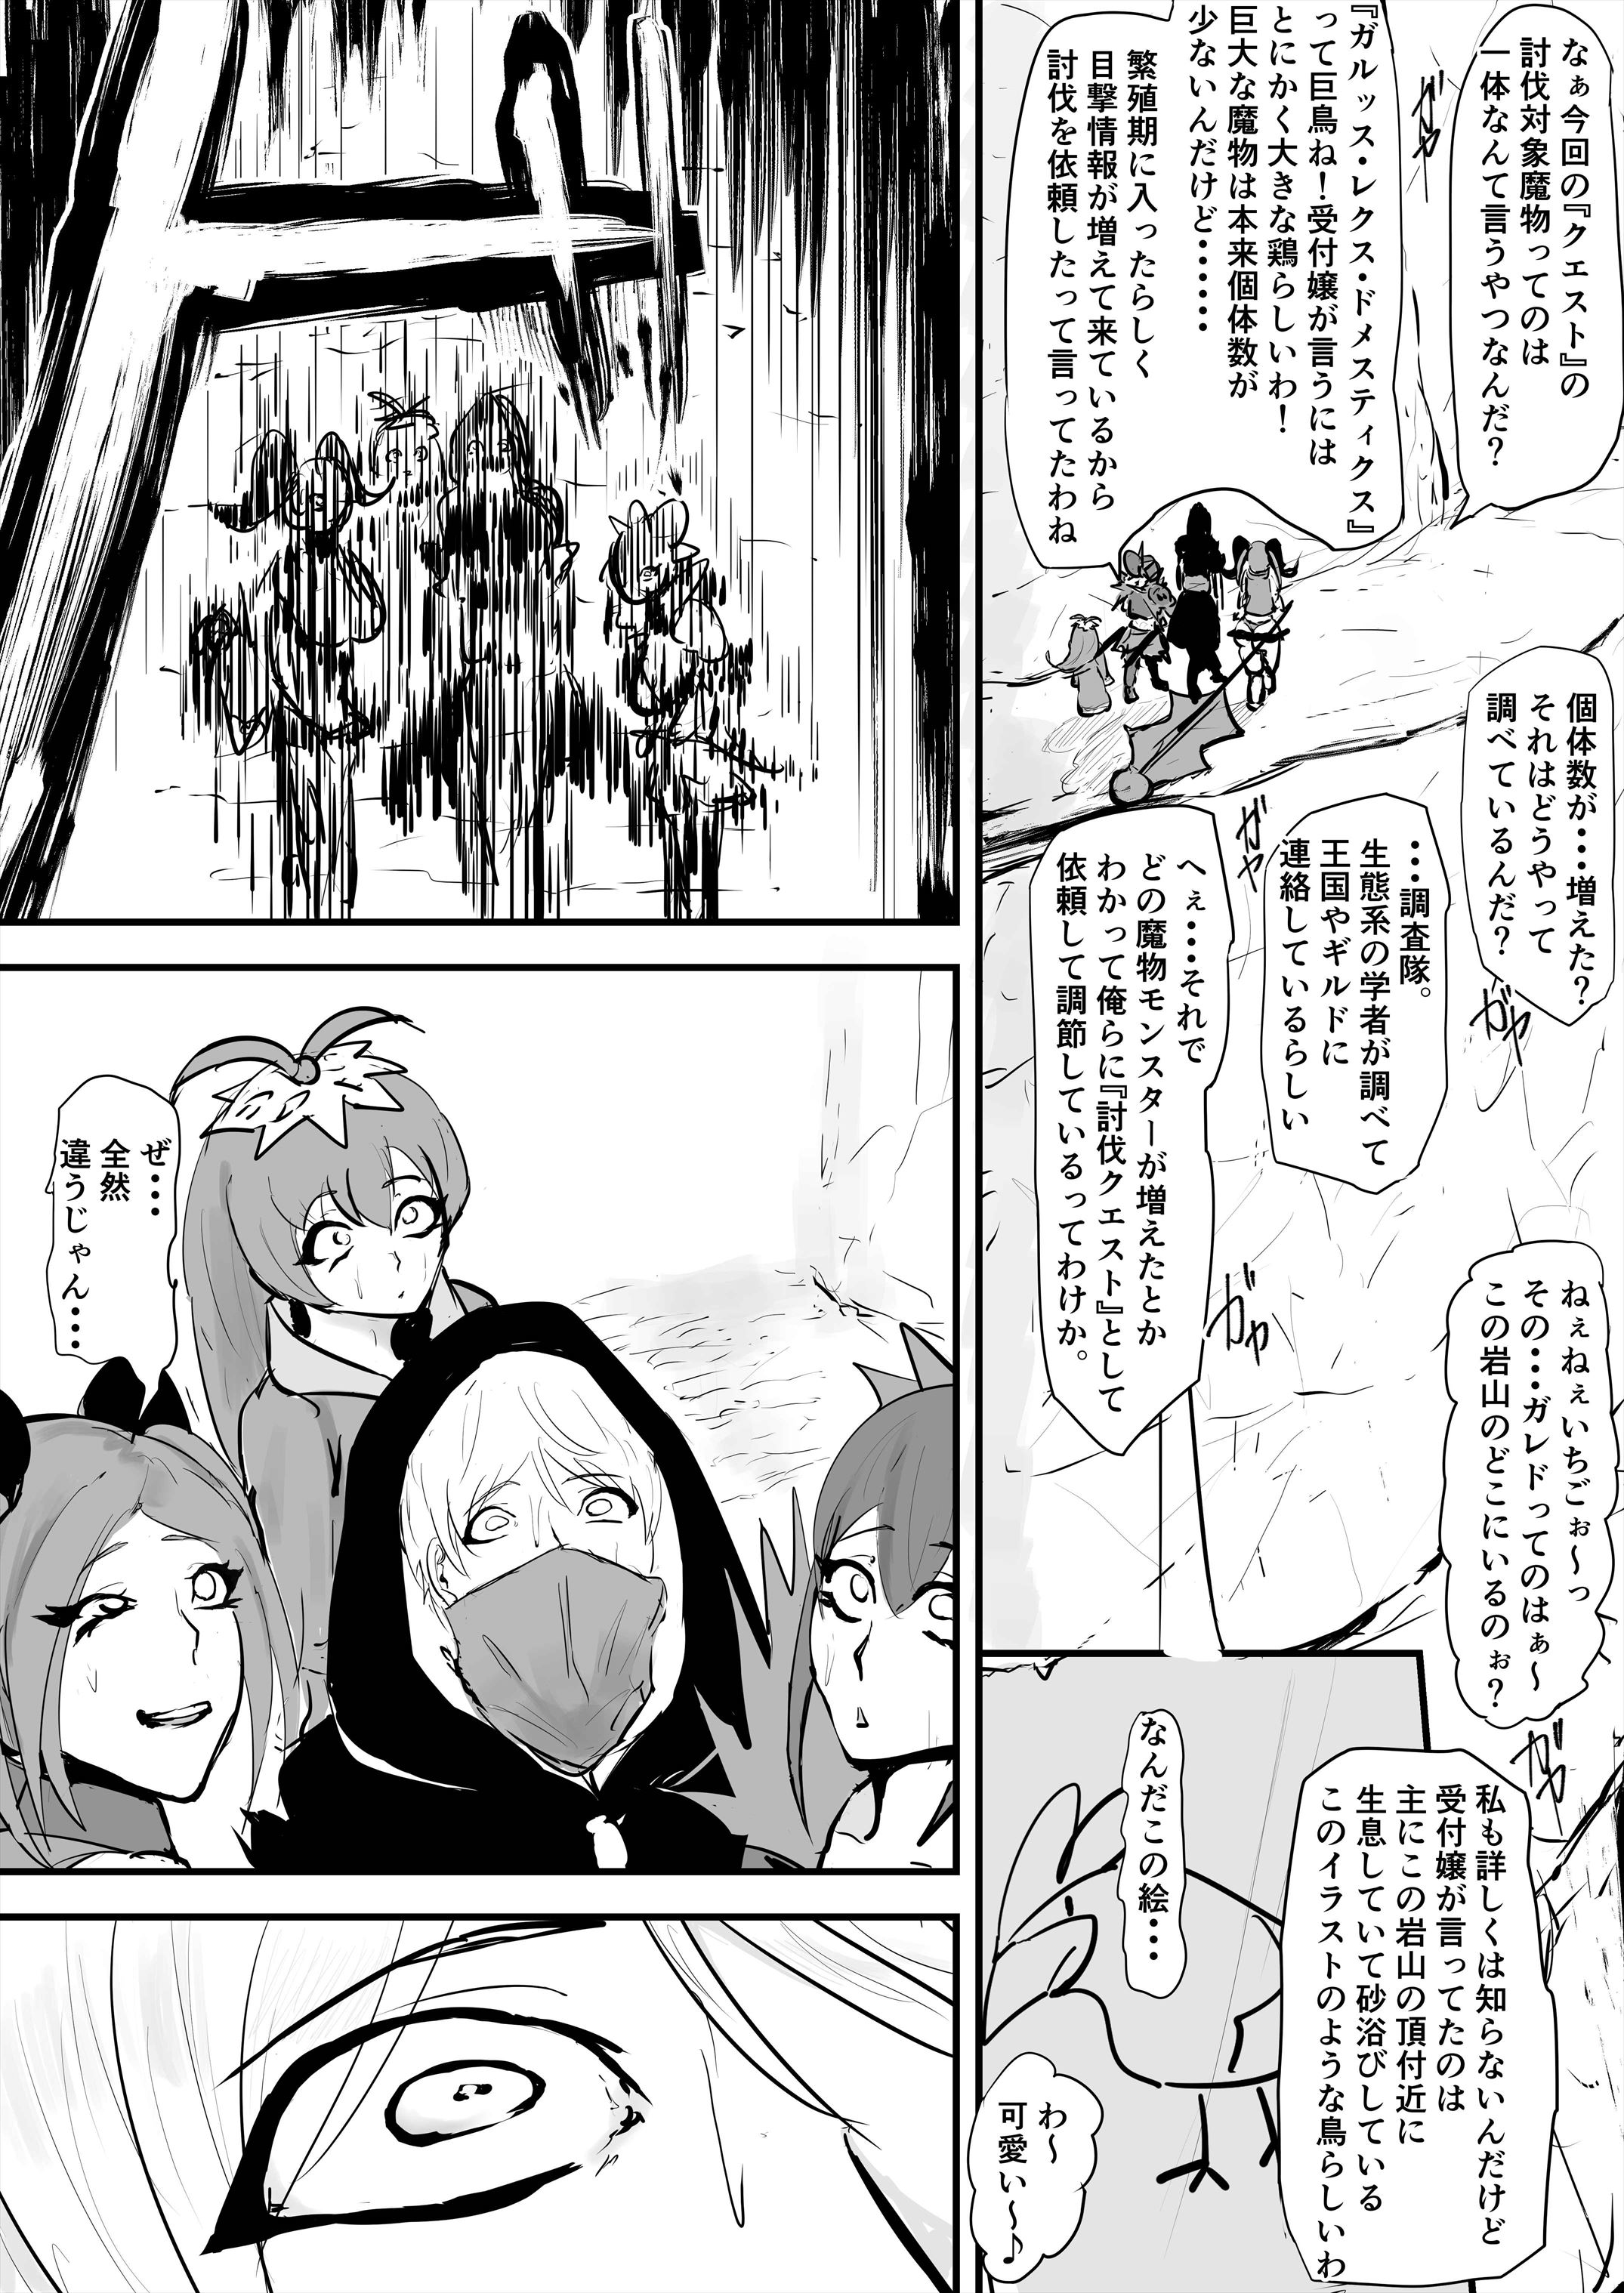 なぁ今回の『クエスト』の
討伐対象魔物ってのは
一体なんて言うやつなんだ？
ガヤ
『ガルッス・レクス・ドメスティクス』
って巨鳥ね！受付嬢が言うには
とにかく大きな鶏らしいわ！
巨大な魔物は本来個体数が
少ないんだけど・・・・・・
繁殖期に入ったらしく
目撃情報が増えて来ているから
討伐を依頼したって言ってたわね
個体数が・・・増えた？
それはどうやって
調べているんだ？
ガヤ
・・・調査隊。
生態系の学者が調べて
王国やギルドに
連絡しているらしい
ガヤ
へぇ・・・それで
どの魔物モンスターが増えたとか
わかって俺らに『討伐クエスト』として
依頼して調節しているってわけか。
ガヤ
ねぇねぇいちごぉ～っ
その・・・ガレドってのはぁ～
この岩山のどこにいるのぉ？
ガヤ
私も詳しくは知らないんだけど
受付嬢が言ってたのは
主にこの岩山の頂付近に
生息していて砂浴びしている
このイラストのような鳥らしいわ
なんだこの絵・・・
わ～
可愛い～♪
ぜ・・・
全然
違うじゃん・・・